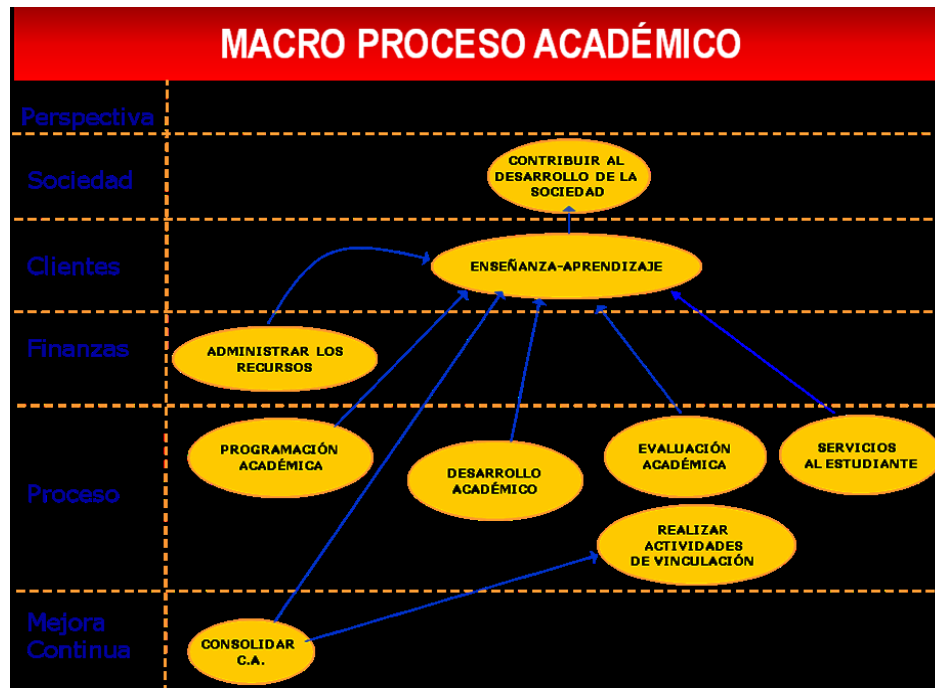 MACRO PROCESO ACADÉMICO
Perspectiva
Sociedad
CONTRIBUIR AL
DESARROLLO DE LA
SOCIEDAD
Clientes
ENSEÑANZA-APRENDIZAJE
Finanzas
ADMINISTRAR LOS
RECURSOS
Proceso
PROGRAMACIÓN
ACADÉMICA
DESARROLLO
ACADÉMICO
EVALUACIÓN
ACADÉMICA
SERVICIOS
AL ESTUDIANTE
REALIZAR
ACTIVIDADES
DE VINCULACIÓN
Mejora
Continua
CONSOLIDAR
C.A.